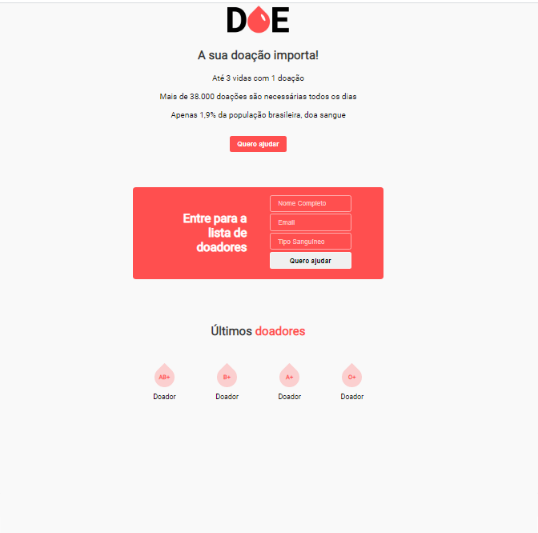 DOE
A sua doação importa!
Até 3 vidas com 1 doação
Mais de 38.000 doações são necessárias todos os dias
Apenas 1,9% da população brasileira, doa sangue
Quero ajudar
Entre para a
lista de
doadores
Nome Completo
Email
Tipo Sanguíneo
Quero ajudar
Últimos doadores
AB+ B+ A+ O+
Doador Doador Doador Doador